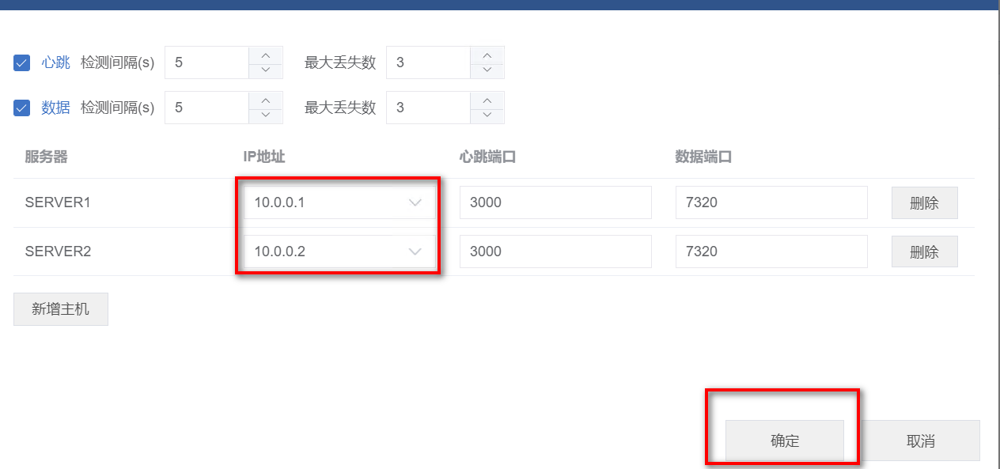 心跳 检测间隔(s) 5 最大丢失数 3
数据 检测间隔(s) 5 最大丢失数 3
服务器 IP地址 心跳端口 数据端口
SERVER1 10.0.0.1 3000 7320 删除
SERVER2 10.0.0.2 3000 7320 删除
新增主机
确定 取消